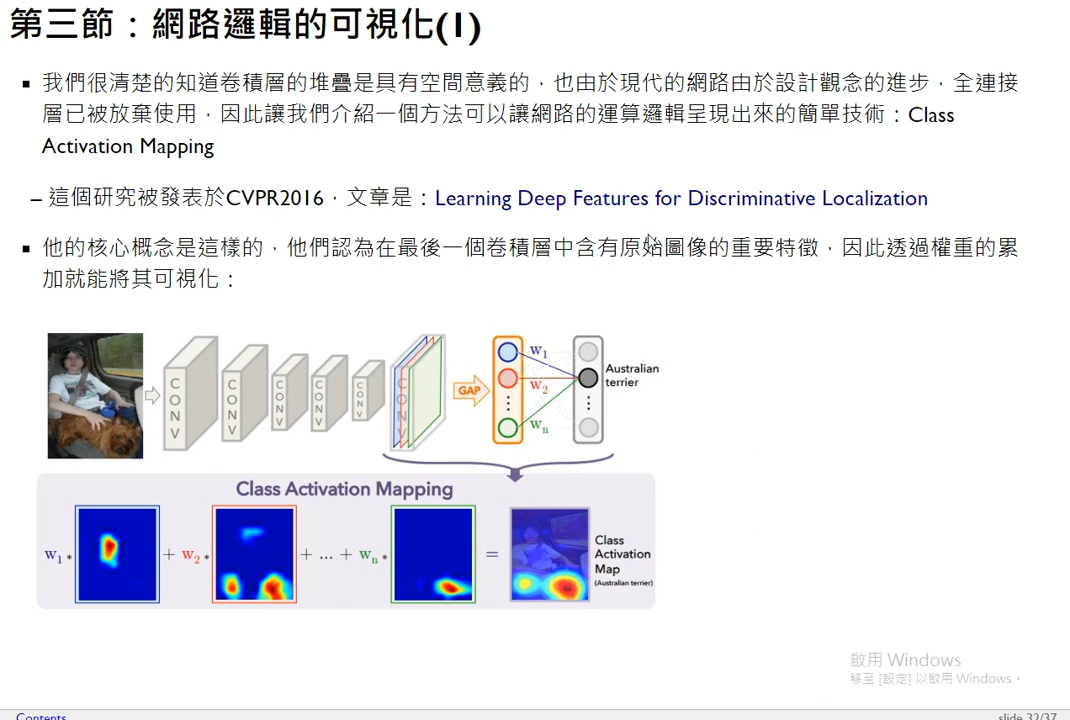 第三節：網路邏輯的可視化(1)
▪ 我們很清楚的知道卷積層的堆疊是具有空間意義的，也由於現代的網路由於設計觀念的進步，全連接
層已被放棄使用，因此讓我們介紹一個方法可以讓網路的運算邏輯呈現出來的簡單技術：Class
Activation Mapping
– 這個研究被發表於CVPR2016，文章是：Learning Deep Features for Discriminative Localization
▪ 他的核心概念是這樣的，他們認為在最後一個卷積層中含有原始圖像的重要特徵，因此透過權重的累
加就能將其可視化：
CONV
CONV
CONV
CONV
CONV
CONV
GAP
w1
w2
wn
Australian
terrier
Class Activation Mapping
w1 * + w2 * + ... + wn * =
Class
Activation
Map
(Australian terrier)
啟用 Windows
移至 [設定] 以啟用 Windows。
Contents
slide 32/37